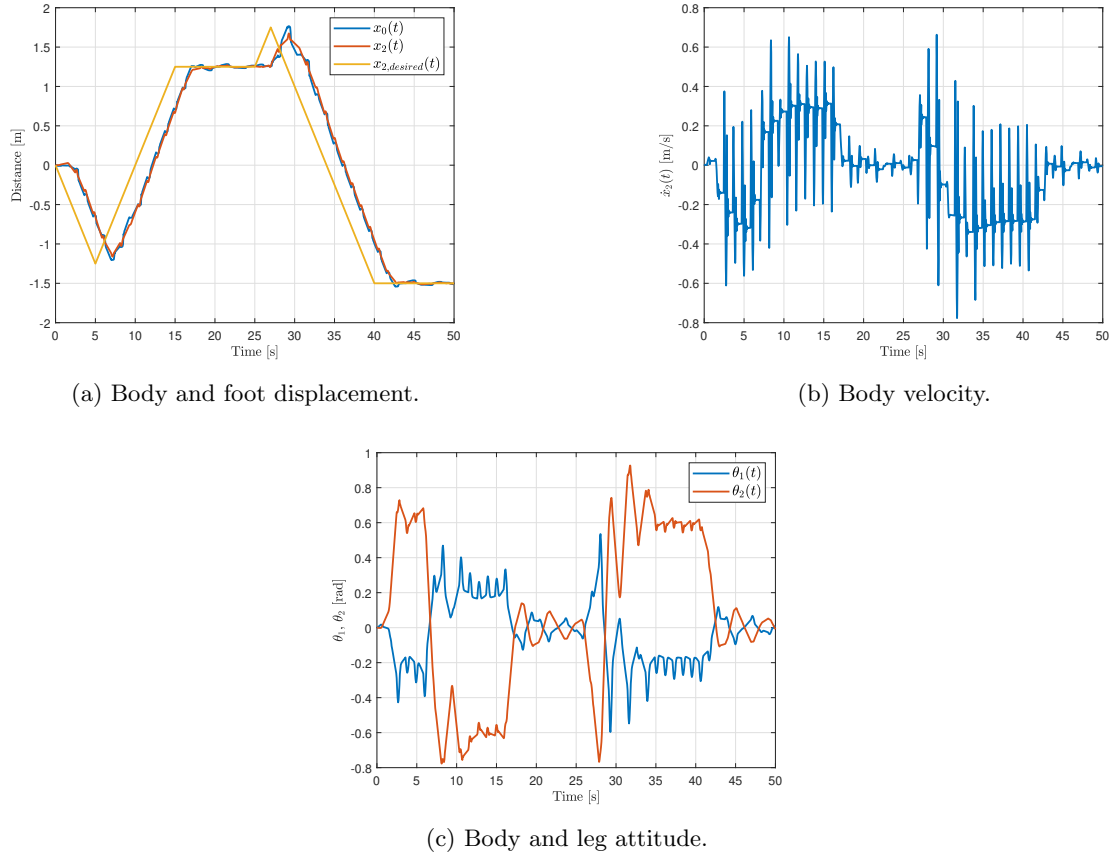 2
1.5
1
0.5
0
-0.5
-1
-1.5
-2
Distance [m]
0 5 10 15 20 25 30 35 40 45 50
Time [s]
x₀(t)
x₂(t)
x₂,desired(t)
(a) Body and foot displacement.
0.8
0.6
0.4
0.2
0
-0.2
-0.4
-0.6
-0.8
ẋ₂(t) [m/s]
0 5 10 15 20 25 30 35 40 45 50
Time [s]
(b) Body velocity.
1
0.8
0.6
0.4
0.2
0
-0.2
-0.4
-0.6
-0.8
θ₁, θ₂ [rad]
0 5 10 15 20 25 30 35 40 45 50
Time [s]
θ₁(t)
θ₂(t)
(c) Body and leg attitude.